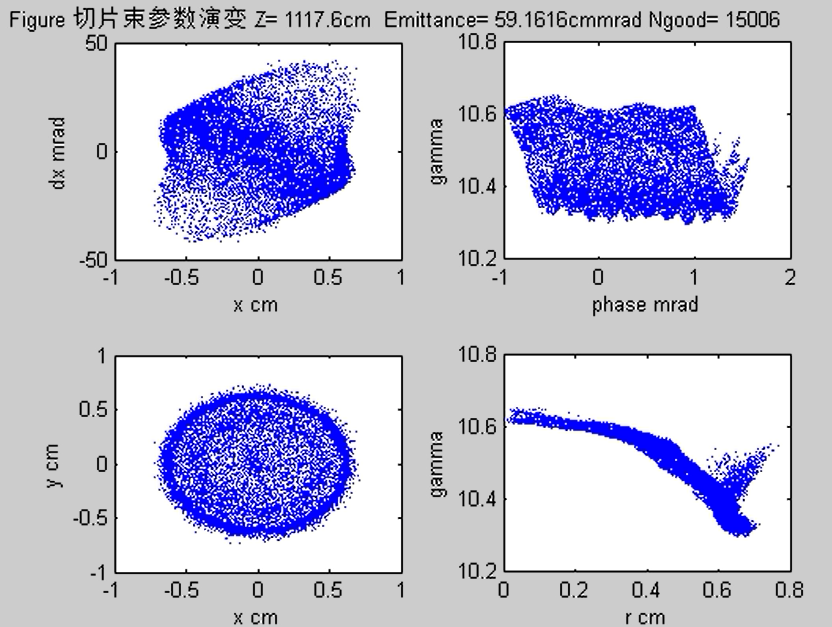 Figure 切片束参数演变 Z= 1117.6cm Emittance= 59.1616cmmrad Ngood= 15006
50
0
-50
dx mrad
-1 -0.5 0 0.5 1
x cm
10.8
10.6
10.4
10.2
gamma
-1 0 1 2
phase mrad
1
0.5
0
-0.5
-1
y cm
-1 -0.5 0 0.5 1
x cm
10.8
10.6
10.4
10.2
gamma
0 0.2 0.4 0.6 0.8
r cm